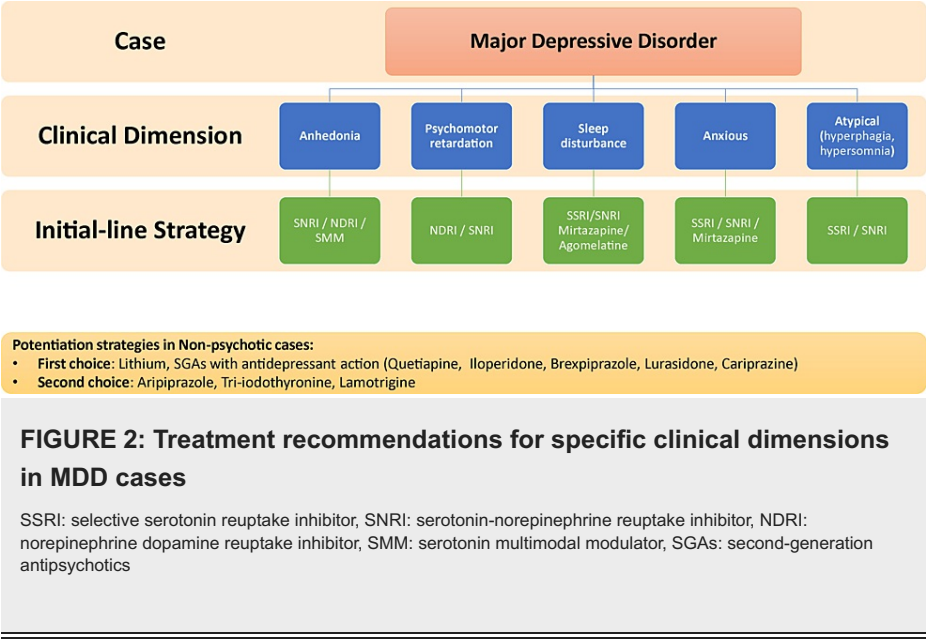 Case
Major Depressive Disorder
Clinical Dimension
Anhedonia
Psychomotor
retardation
Sleep
disturbance
Anxious
Atypical
(hyperphagia,
hypersomnia)
Initial-line Strategy
SNRI / NDRI /
SMM
NDRI / SNRI
SSRI/SNRI
Mirtazapine/
Agomelatine
SSRI / SNRI /
Mirtazapine
SSRI / SNRI
Potentiation strategies in Non-psychotic cases:
• First choice: Lithium, SGAs with antidepressant action (Quetiapine, Iloperidone, Brexpiprazole, Lurasidone, Cariprazine)
• Second choice: Aripiprazole, Tri-iodothyronine, Lamotrigine
FIGURE 2: Treatment recommendations for specific clinical dimensions
in MDD cases
SSRI: selective serotonin reuptake inhibitor, SNRI: serotonin-norepinephrine reuptake inhibitor, NDRI:
norepinephrine dopamine reuptake inhibitor, SMM: serotonin multimodal modulator, SGAs: second-generation
antipsychotics